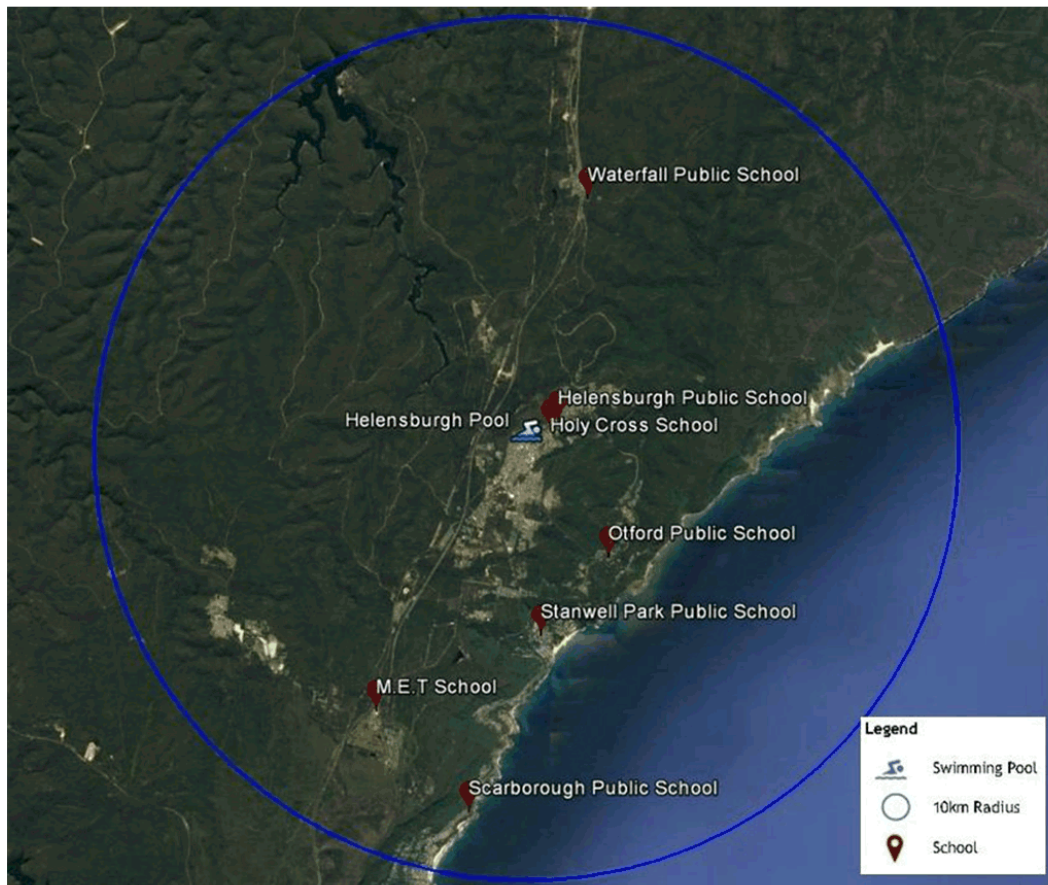 Waterfall Public School
Helensburgh Public School
Helensburgh Pool
Holy Cross School
Otford Public School
Stanwell Park Public School
M.E.T School
Scarborough Public School
Legend
Swimming Pool
10km Radius
School